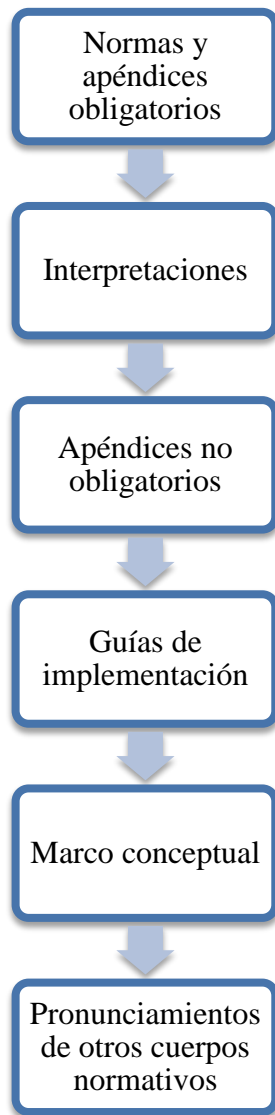 Normas y
apéndices
obligatorios
Interpretaciones
Apéndices no
obligatorios
Guías de
implementación
Marco conceptual
Pronunciamientos
de otros cuerpos
normativos